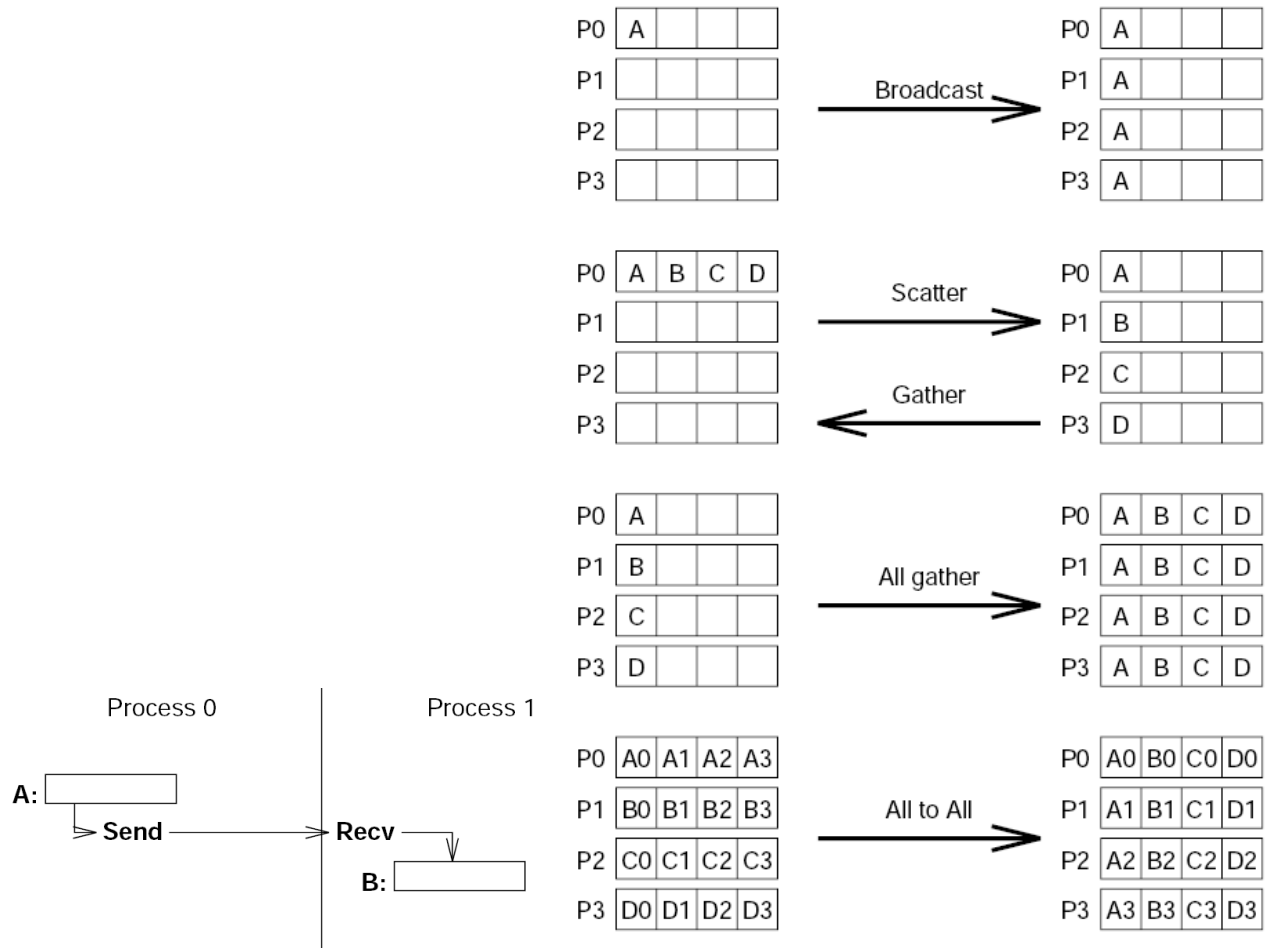 P0 A
P1
P2
P3
Broadcast
P0 A
P1 A
P2 A
P3 A
P0 A B C D
P1
P2
P3
Scatter
Gather
P0 A
P1 B
P2 C
P3 D
P0 A
P1 B
P2 C
P3 D
All gather
P0 A B C D
P1 A B C D
P2 A B C D
P3 A B C D
Process 0
Process 1
A:
Send
Recv
B:
P0 A0 A1 A2 A3
P1 B0 B1 B2 B3
P2 C0 C1 C2 C3
P3 D0 D1 D2 D3
All to All
P0 A0 B0 C0 D0
P1 A1 B1 C1 D1
P2 A2 B2 C2 D2
P3 A3 B3 C3 D3